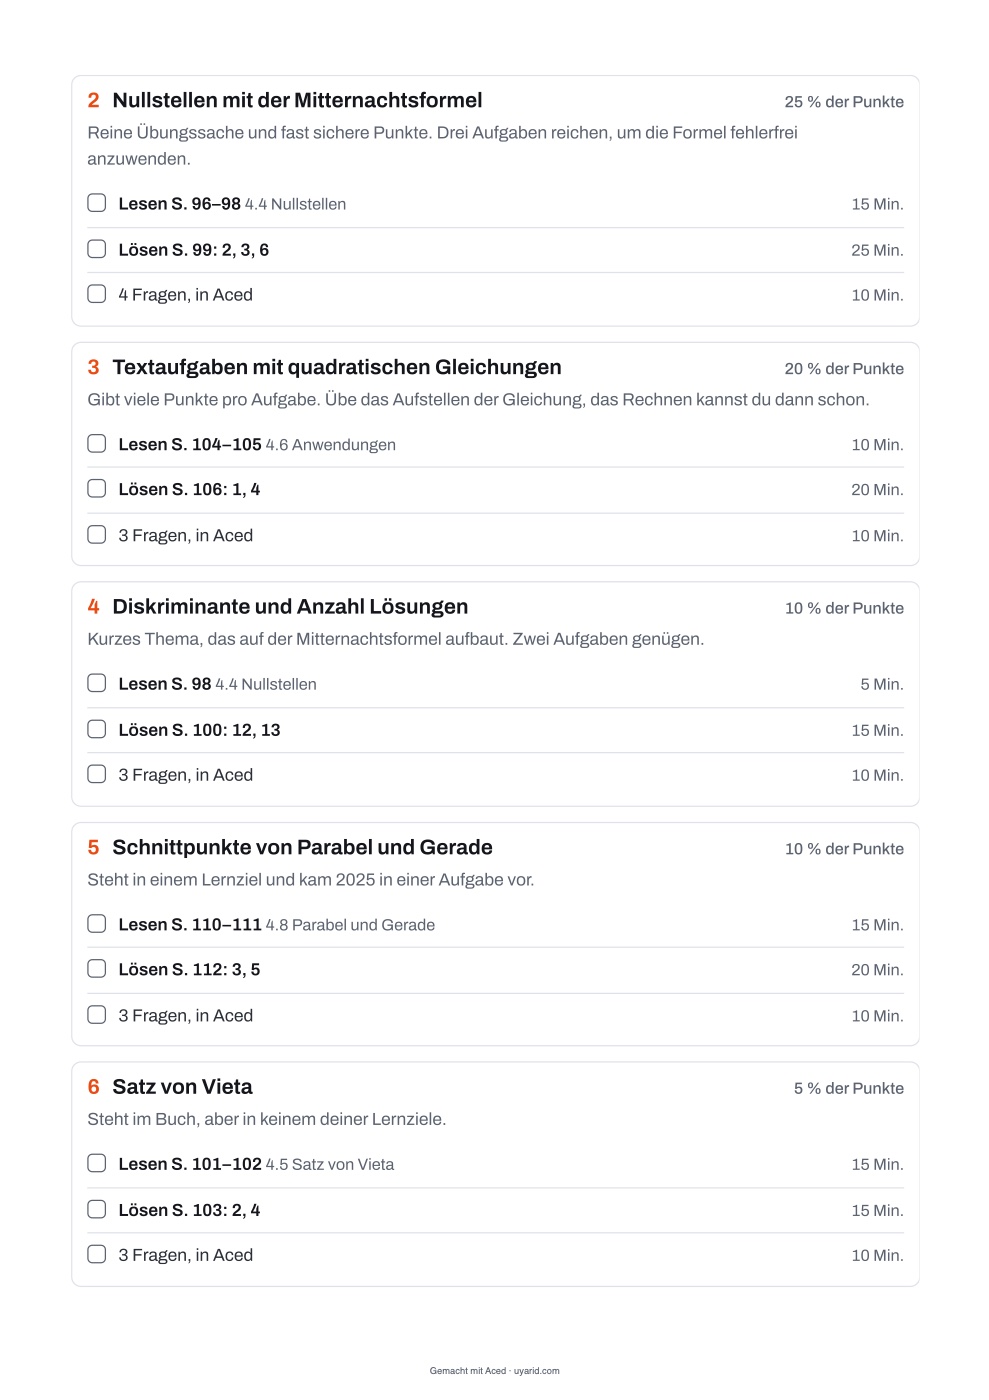 2 Nullstellen mit der Mitternachtsformel 25 % der Punkte
Reine Übungssache und fast sichere Punkte. Drei Aufgaben reichen, um die Formel fehlerfrei
anzuwenden.
Lesen S. 96–98 4.4 Nullstellen 15 Min.
Lösen S. 99: 2, 3, 6 25 Min.
4 Fragen, in Aced 10 Min.
3 Textaufgaben mit quadratischen Gleichungen 20 % der Punkte
Gibt viele Punkte pro Aufgabe. Übe das Aufstellen der Gleichung, das Rechnen kannst du dann schon.
Lesen S. 104–105 4.6 Anwendungen 10 Min.
Lösen S. 106: 1, 4 20 Min.
3 Fragen, in Aced 10 Min.
4 Diskriminante und Anzahl Lösungen 10 % der Punkte
Kurzes Thema, das auf der Mitternachtsformel aufbaut. Zwei Aufgaben genügen.
Lesen S. 98 4.4 Nullstellen 5 Min.
Lösen S. 100: 12, 13 15 Min.
3 Fragen, in Aced 10 Min.
5 Schnittpunkte von Parabel und Gerade 10 % der Punkte
Steht in einem Lernziel und kam 2025 in einer Aufgabe vor.
Lesen S. 110–111 4.8 Parabel und Gerade 15 Min.
Lösen S. 112: 3, 5 20 Min.
3 Fragen, in Aced 10 Min.
6 Satz von Vieta 5 % der Punkte
Steht im Buch, aber in keinem deiner Lernziele.
Lesen S. 101–102 4.5 Satz von Vieta 15 Min.
Lösen S. 103: 2, 4 15 Min.
3 Fragen, in Aced 10 Min.
Gemacht mit Aced · uyarid.com